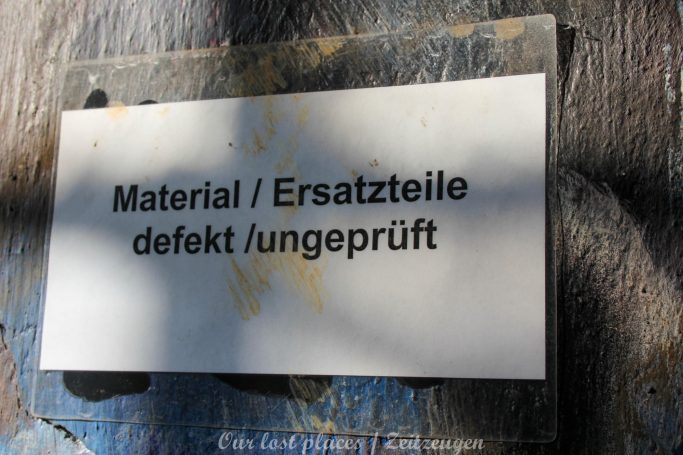 Material / Ersatzteile
defekt /ungeprüft
Our lost places | Zeitzeugen